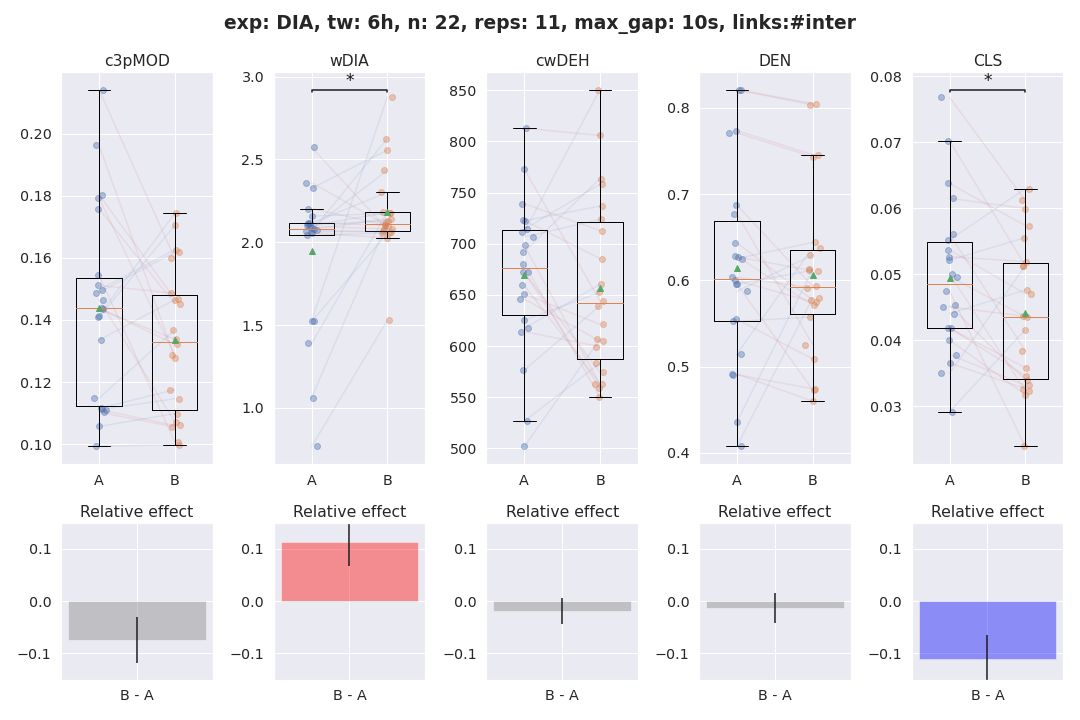 exp: DIA, tw: 6h, n: 22, reps: 11, max_gap: 10s, links:#inter
c3pMOD
wDIA
cwDEH
DEN
CLS
0.20
0.18
0.16
0.14
0.12
0.10
A
B
3.0
2.5
2.0
1.5
1.0
*
A
B
850
800
750
700
650
600
550
500
A
B
0.8
0.7
0.6
0.5
0.4
A
B
0.08
0.07
0.06
0.05
0.04
0.03
*
A
B
Relative effect
0.1
0.0
−0.1
B - A
Relative effect
0.1
0.0
−0.1
B - A
Relative effect
0.1
0.0
−0.1
B - A
Relative effect
0.1
0.0
−0.1
B - A
Relative effect
0.1
0.0
−0.1
B - A